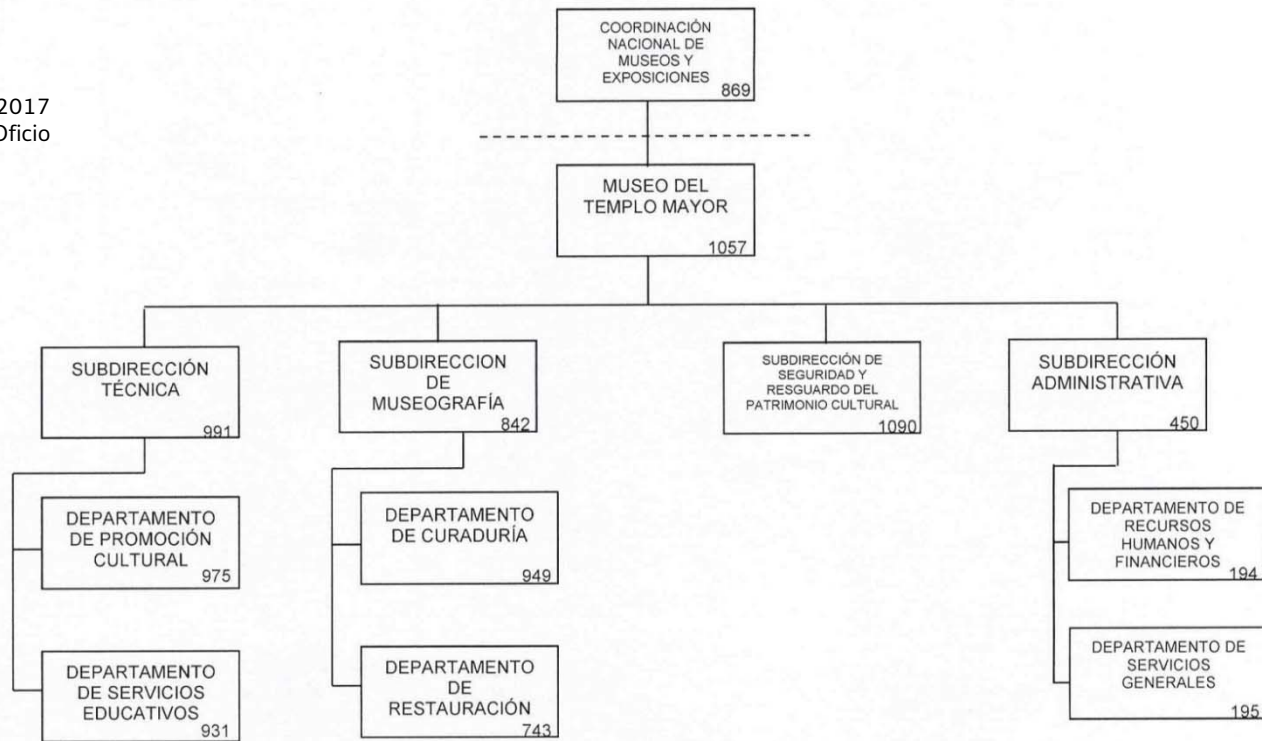 COORDINACIÓN
NACIONAL DE
MUSEOS Y
EXPOSICIONES
869
2017
Oficio
MUSEO DEL
TEMPLO MAYOR
1057
SUBDIRECCIÓN
TÉCNICA
991
SUBDIRECCION
DE
MUSEOGRAFÍA
842
SUBDIRECCIÓN DE
SEGURIDAD Y
RESGUARDO DEL
PATRIMONIO CULTURAL
1090
SUBDIRECCIÓN
ADMINISTRATIVA
450
DEPARTAMENTO
DE PROMOCIÓN
CULTURAL
975
DEPARTAMENTO
DE CURADURÍA
949
DEPARTAMENTO DE
RECURSOS
HUMANOS Y
FINANCIEROS
194
DEPARTAMENTO
DE SERVICIOS
EDUCATIVOS
931
DEPARTAMENTO
DE
RESTAURACIÓN
743
DEPARTAMENTO DE
SERVICIOS
GENERALES
195